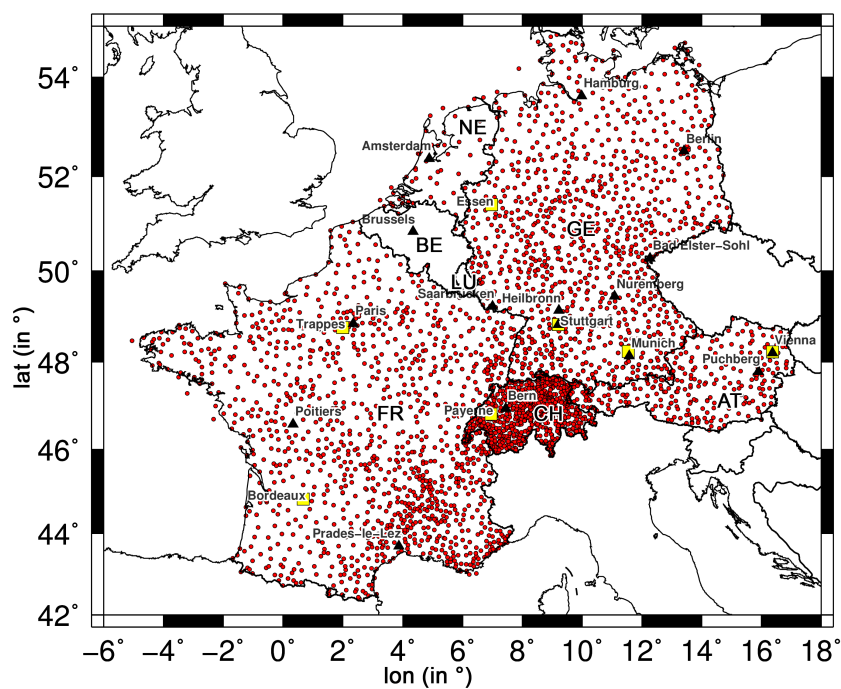 54°
Hamburg
NE
Amsterdam
Berlin
52°
Essen
Brussels
GE
BE
Bad Elster-Sohl
50°
LU
Nuremberg
Saarbrücken
Heilbronn
Paris
Trappes
Stuttgart
lat (in °)
Munich
Vienna
48°
Puchberg
Bern
AT
Poitiers
FR
Payerne
CH
46°
Bordeaux
44°
Prades-le-Lez
42°
−6° −4° −2° 0° 2° 4° 6° 8° 10° 12° 14° 16° 18°
lon (in °)